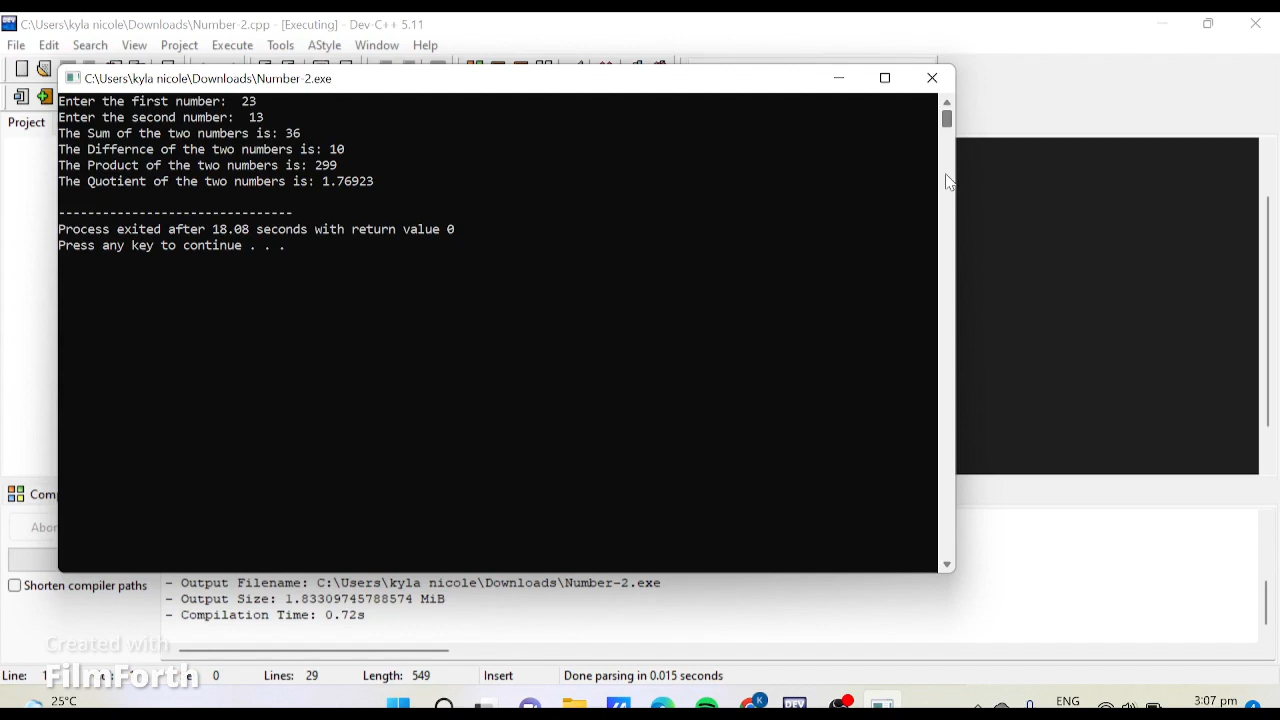 C:\Users\kyla nicole\Downloads\Number-2.cpp - [Executing] - Dev-C++ 5.11
File Edit Search View Project Execute Tools AStyle Window Help
C:\Users\kyla nicole\Downloads\Number-2.exe
Enter the first number:  23
Enter the second number:  13
Project
The Sum of the two numbers is: 36
The Differnce of the two numbers is: 10
The Product of the two numbers is: 299
The Quotient of the two numbers is: 1.76923
--------------------------------
Process exited after 18.08 seconds with return value 0
Press any key to continue . . .
Comp
Abor
Shorten compiler paths
- Output Filename: C:\Users\kyla nicole\Downloads\Number-2.exe
- Output Size: 1.83309745788574 MiB
- Compilation Time: 0.72s
Created with
FilmForth
Line: 0 Lines: 29 Length: 549 Insert Done parsing in 0.015 seconds
25°C
K
DEV
ENG
3:07 pm